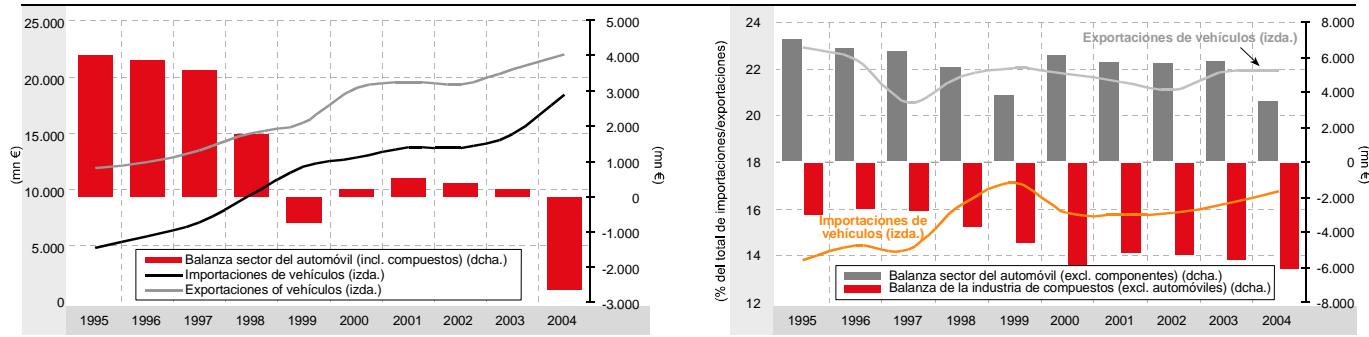 25.000
20.000
15.000
10.000
5.000
0
(mn €)
5.000
4.000
3.000
2.000
1.000
0
-1.000
-2.000
-3.000
(mn €)
Balanza sector del automóvil (incl. compuestos) (dcha.)
Importaciones de vehículos (izda.)
Exportaciones of vehículos (izda.)
1995 1996 1997 1998 1999 2000 2001 2002 2003 2004
24
22
20
18
16
14
12
(% del total de importaciones/exportaciones)
8.000
6.000
4.000
2.000
0
-2.000
-4.000
-6.000
-8.000
(mn €)
Exportaciones de vehículos (izda.)
Importaciones de
vehículos (izda.)
Balanza sector del automóvil (excl. componentes) (dcha.)
Balanza de la industria de compuestos (excl. automóviles) (dcha.)
1995 1996 1997 1998 1999 2000 2001 2002 2003 2004